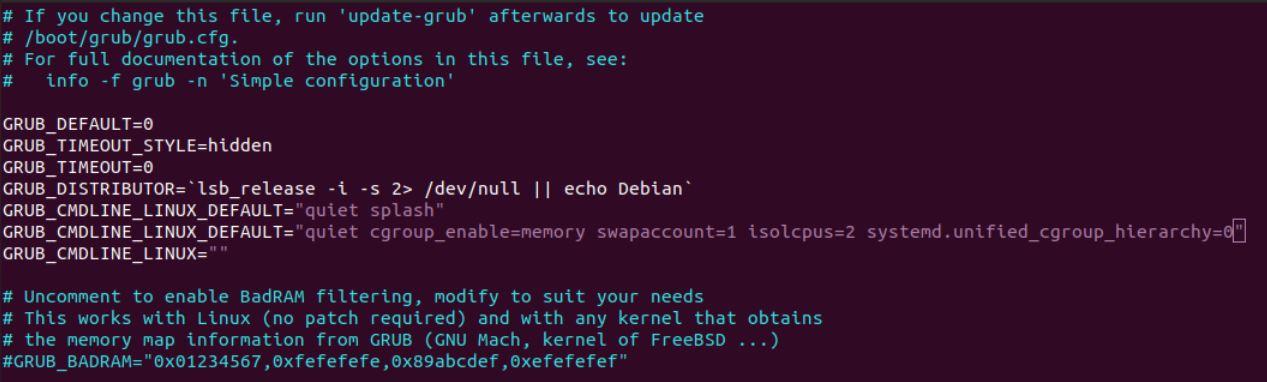 # If you change this file, run 'update-grub' afterwards to update
# /boot/grub/grub.cfg.
# For full documentation of the options in this file, see:
#   info -f grub -n 'Simple configuration'

GRUB_DEFAULT=0
GRUB_TIMEOUT_STYLE=hidden
GRUB_TIMEOUT=0
GRUB_DISTRIBUTOR=`lsb_release -i -s 2> /dev/null || echo Debian`
GRUB_CMDLINE_LINUX_DEFAULT="quiet splash"
GRUB_CMDLINE_LINUX_DEFAULT="quiet cgroup_enable=memory swapaccount=1 isolcpus=2 systemd.unified_cgroup_hierarchy=0"
GRUB_CMDLINE_LINUX=""

# Uncomment to enable BadRAM filtering, modify to suit your needs
# This works with Linux (no patch required) and with any kernel that obtains
# the memory map information from GRUB (GNU Mach, kernel of FreeBSD ...)
#GRUB_BADRAM="0x01234567,0xfefefefe,0x89abcdef,0xefefefef"